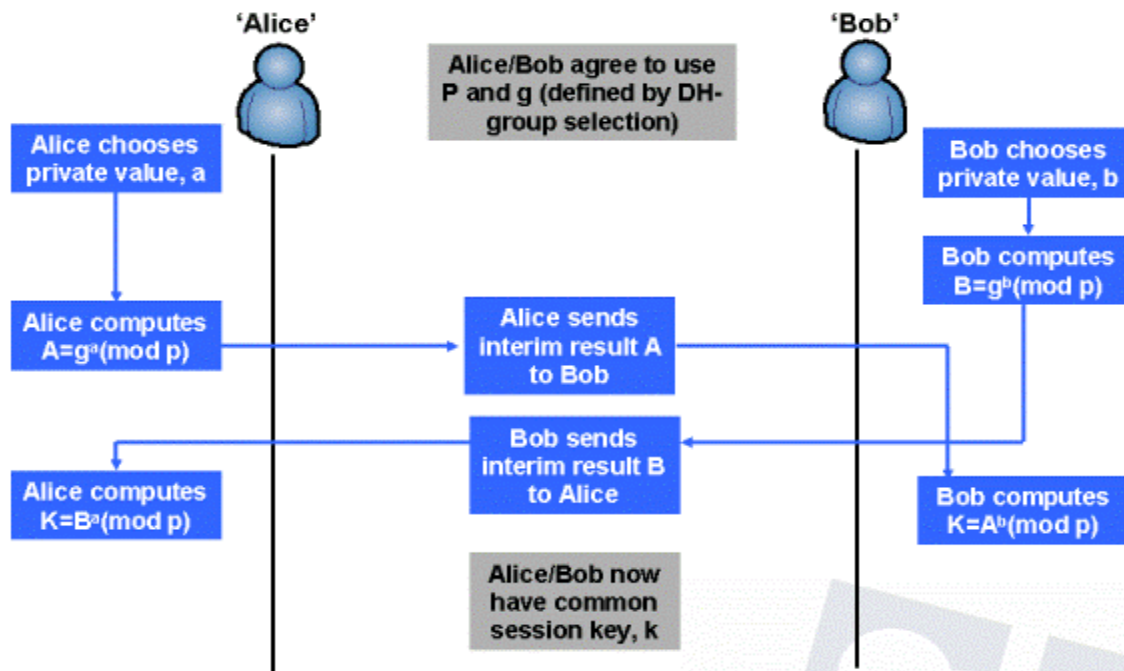 'Alice'
'Bob'
Alice/Bob agree to use
P and g (defined by DH-
group selection)
Alice chooses
private value, a
Bob chooses
private value, b
Bob computes
B=gᵇ(mod p)
Alice computes
A=gᵃ(mod p)
Alice sends
interim result A
to Bob
Bob sends
interim result B
to Alice
Alice computes
K=Bᵃ(mod p)
Bob computes
K=Aᵇ(mod p)
Alice/Bob now
have common
session key, k